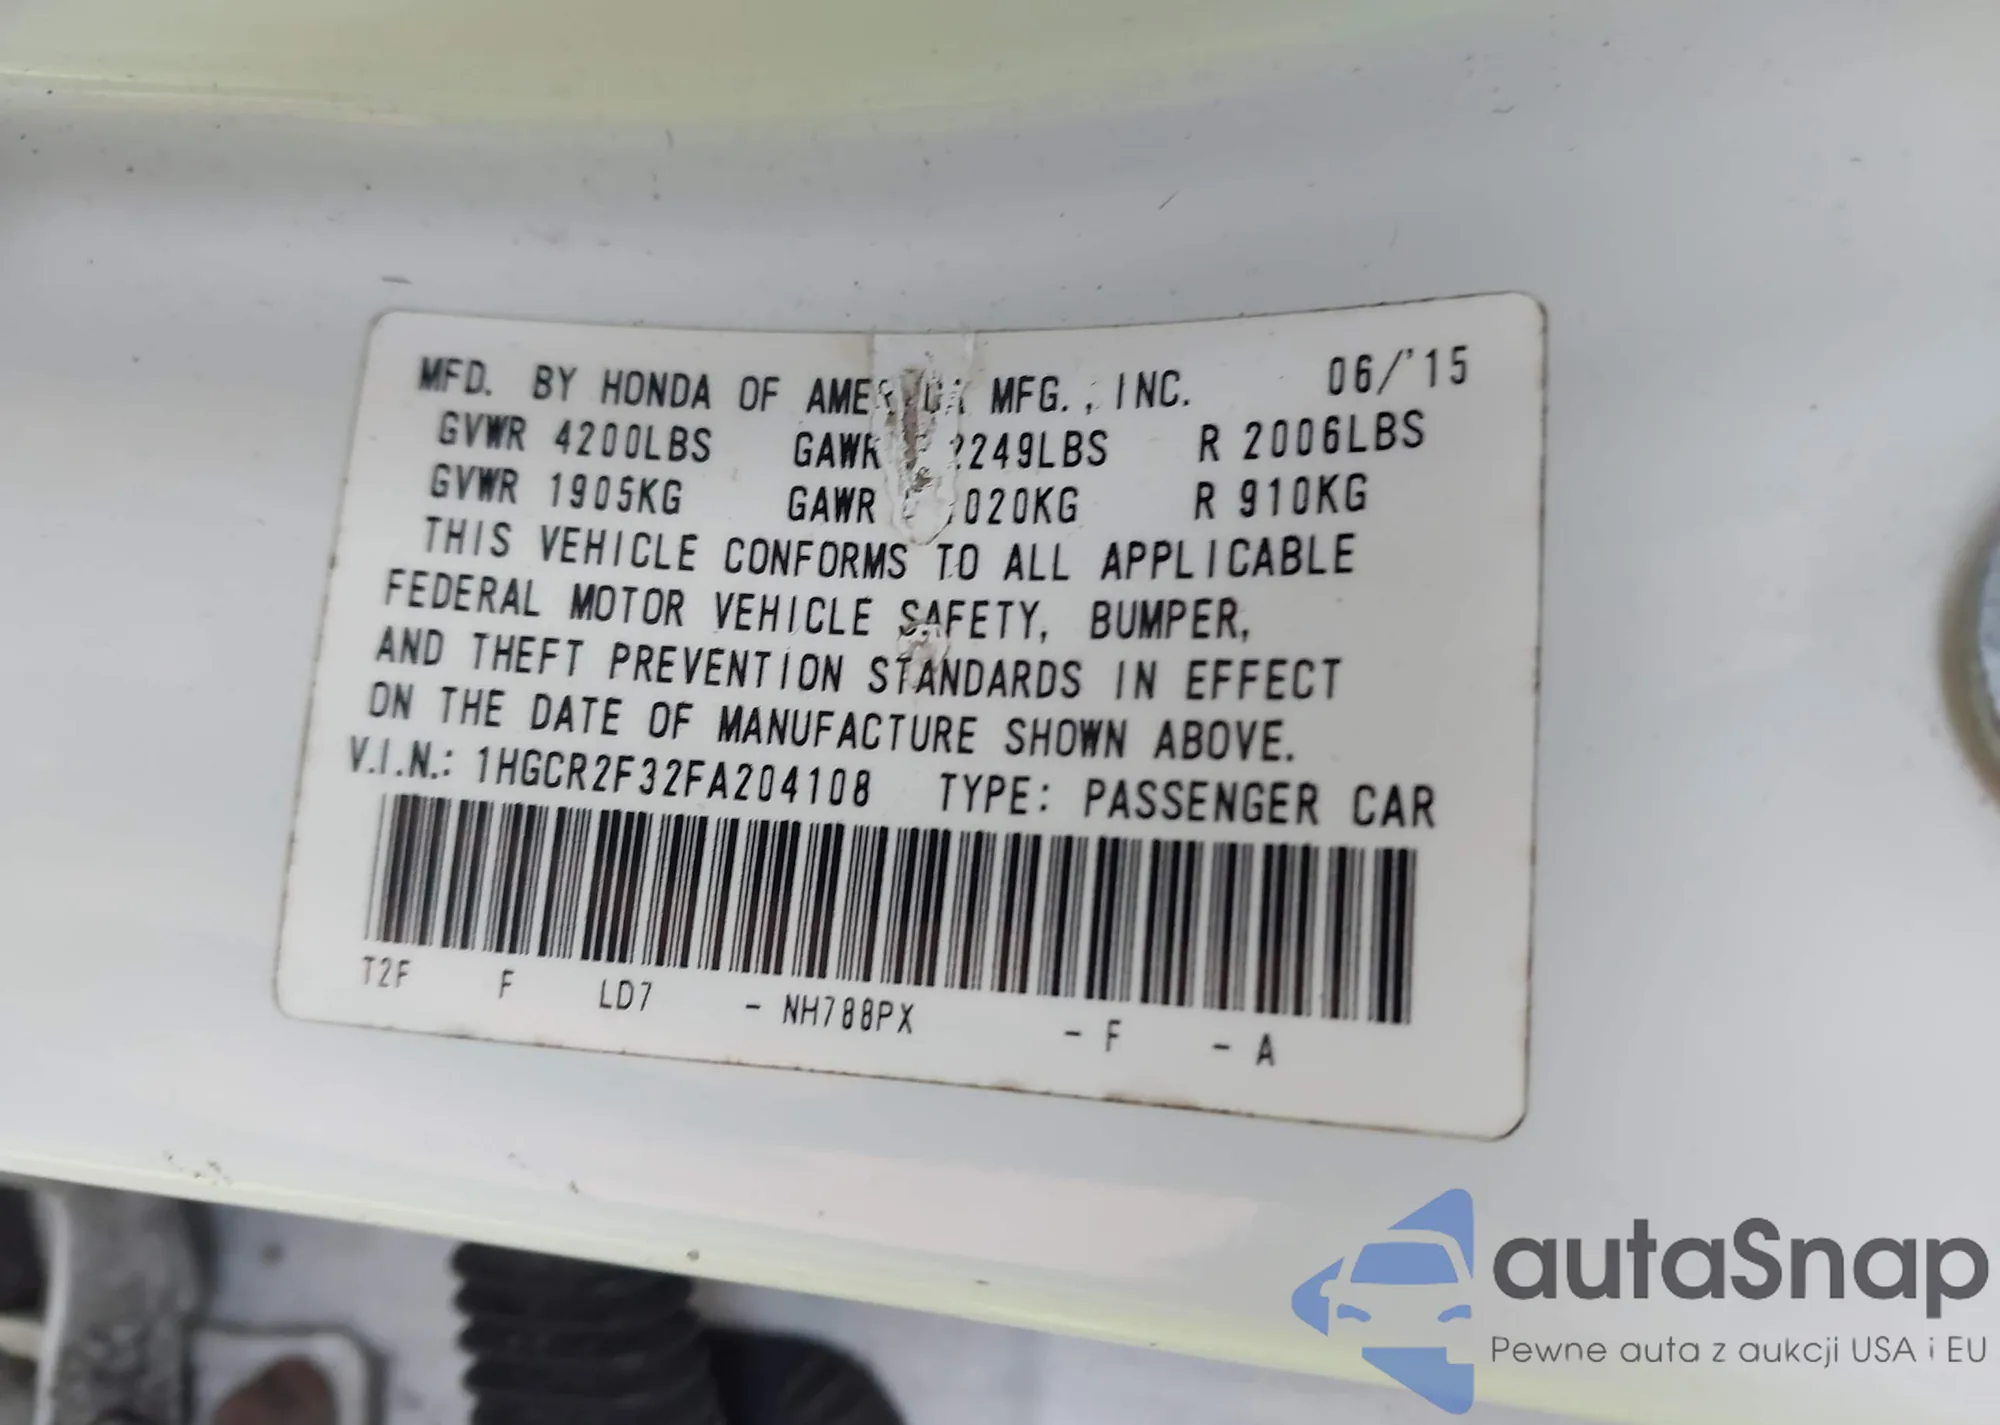 MFD. BY HONDA OF AMERICA MFG., INC. 06/'15
GVWR 4200LBS GAWR 2249LBS R 2006LBS
GVWR 1905KG GAWR 020KG R 910KG
THIS VEHICLE CONFORMS TO ALL APPLICABLE
FEDERAL MOTOR VEHICLE SAFETY, BUMPER,
AND THEFT PREVENTION STANDARDS IN EFFECT
ON THE DATE OF MANUFACTURE SHOWN ABOVE.
V.I.N.: 1HGCR2F32FA204108 TYPE: PASSENGER CAR
T2F F LD7 - NH788PX - F - A
autaSnap
Pewne auta z aukcji USA i EU